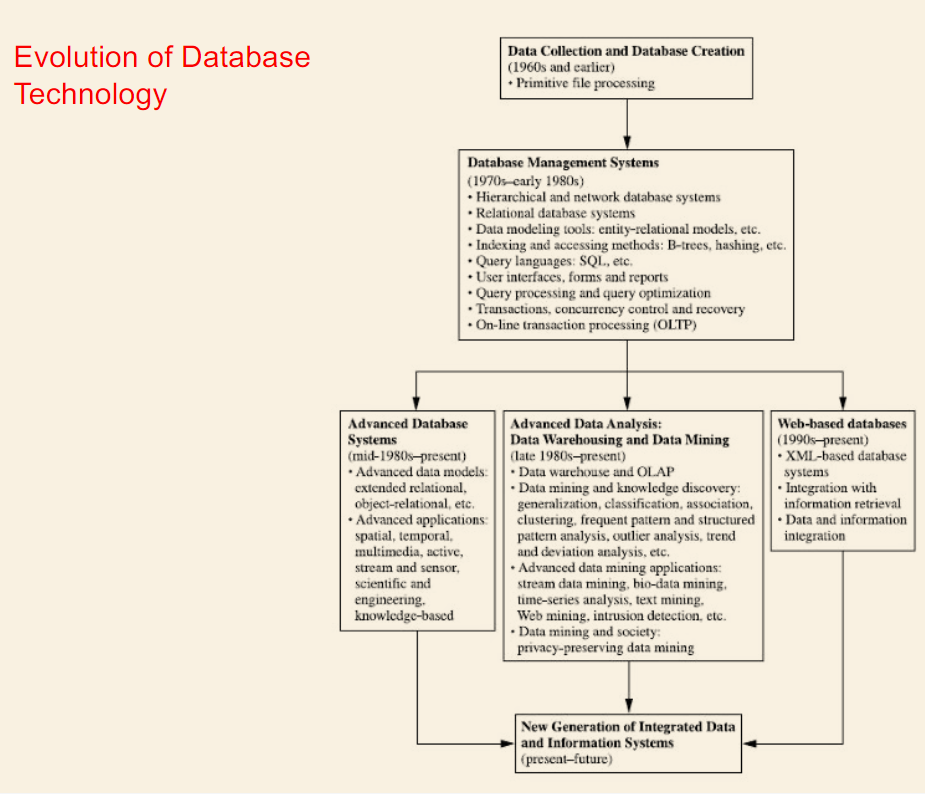 Evolution of Database
Technology
Data Collection and Database Creation
(1960s and earlier)
• Primitive file processing
Database Management Systems
(1970s–early 1980s)
• Hierarchical and network database systems
• Relational database systems
• Data modeling tools: entity-relational models, etc.
• Indexing and accessing methods: B-trees, hashing, etc.
• Query languages: SQL, etc.
• User interfaces, forms and reports
• Query processing and query optimization
• Transactions, concurrency control and recovery
• On-line transaction processing (OLTP)
Advanced Database
Systems
(mid-1980s–present)
• Advanced data models:
extended relational,
object-relational, etc.
• Advanced applications:
spatial, temporal,
multimedia, active,
stream and sensor,
scientific and
engineering,
knowledge-based
Advanced Data Analysis:
Data Warehousing and Data Mining
(late 1980s–present)
• Data warehouse and OLAP
• Data mining and knowledge discovery:
generalization, classification, association,
clustering, frequent pattern and structured
pattern analysis, outlier analysis, trend
and deviation analysis, etc.
• Advanced data mining applications:
stream data mining, bio-data mining,
time-series analysis, text mining,
Web mining, intrusion detection, etc.
• Data mining and society:
privacy-preserving data mining
Web-based databases
(1990s–present)
• XML-based database
systems
• Integration with
information retrieval
• Data and information
integration
New Generation of Integrated Data
and Information Systems
(present–future)